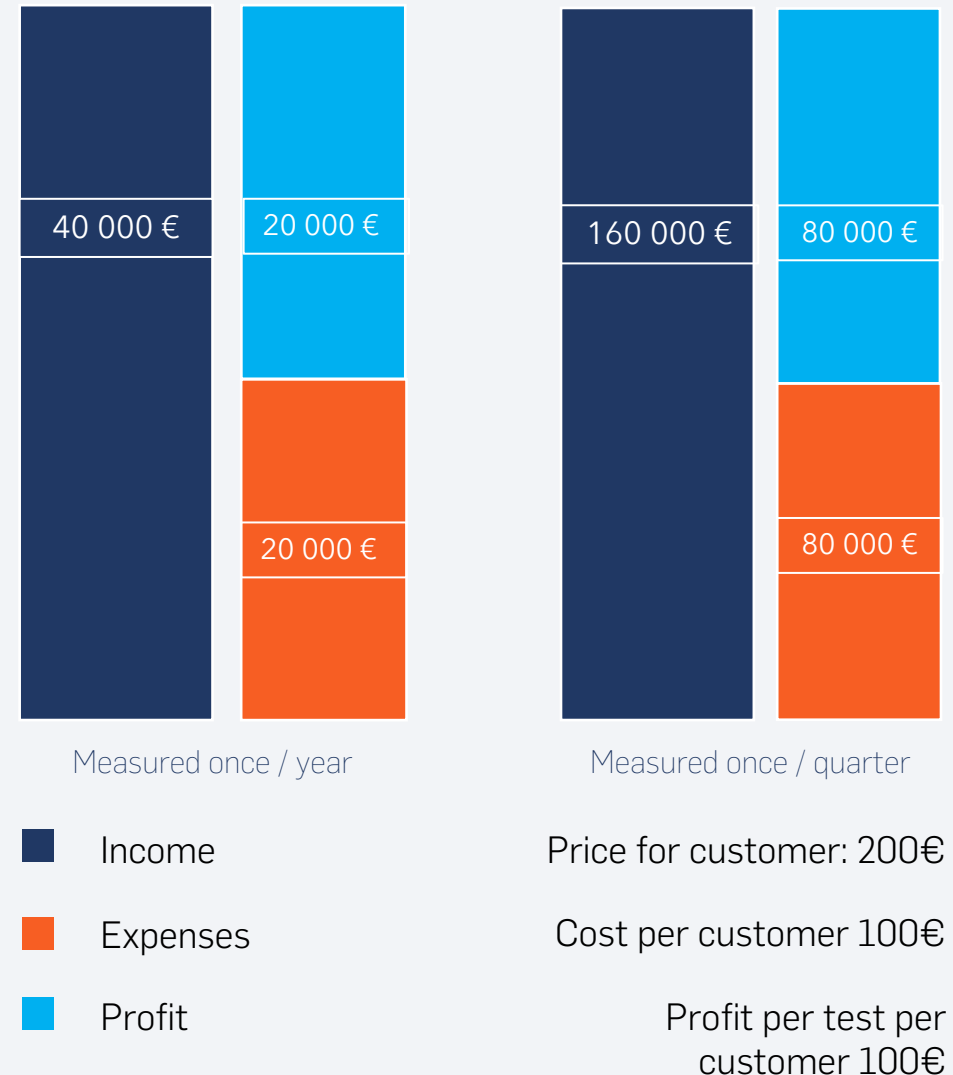 40 000 €
20 000 €
20 000 €
160 000 €
80 000 €
80 000 €
Measured once / year
Measured once / quarter
Income
Expenses
Profit
Price for customer: 200€
Cost per customer 100€
Profit per test per
customer 100€